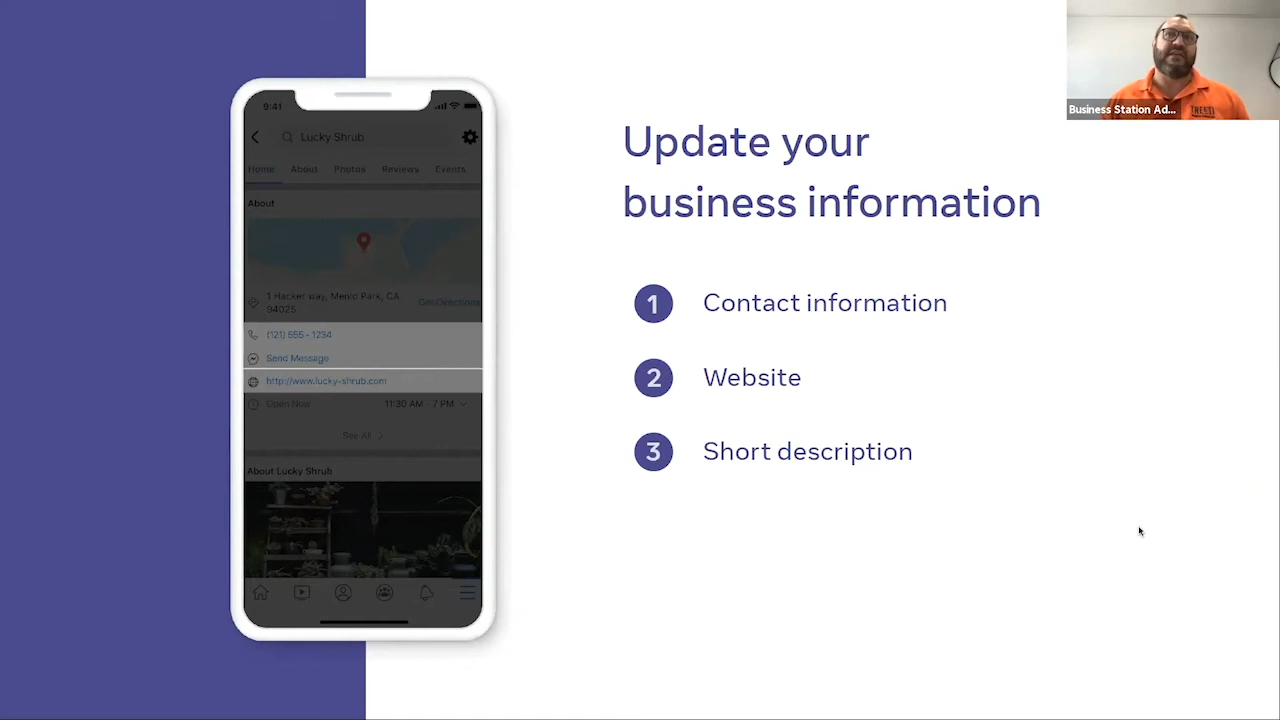 Business Station Ad...
Update your
business information
1 Contact information
2 Website
3 Short description
9:41
Lucky Shrub
Home About Photos Reviews Events
About
1 Hacker way, Menlo Park, CA
94025
Get Directions
(121) 555 - 1234
Send Message
http://www.lucky-shrub.com
Open Now 11:30 AM - 7 PM
See All
About Lucky Shrub